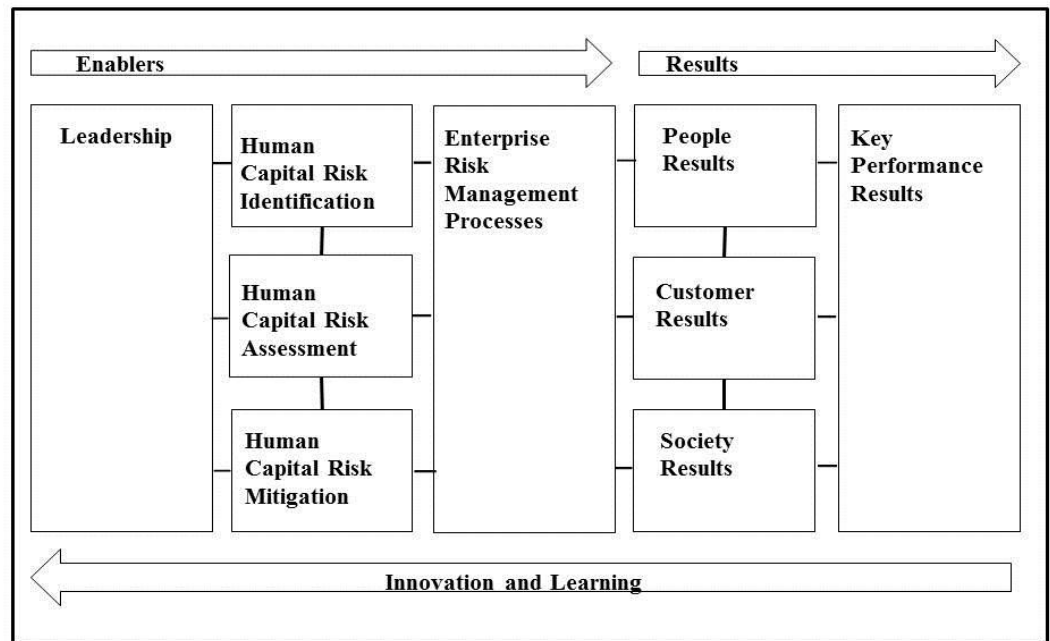 Enablers
Results
Leadership
Human
Capital Risk
Identification
Human
Capital Risk
Assessment
Human
Capital Risk
Mitigation
Enterprise
Risk
Management
Processes
People
Results
Customer
Results
Society
Results
Key
Performance
Results
Innovation and Learning